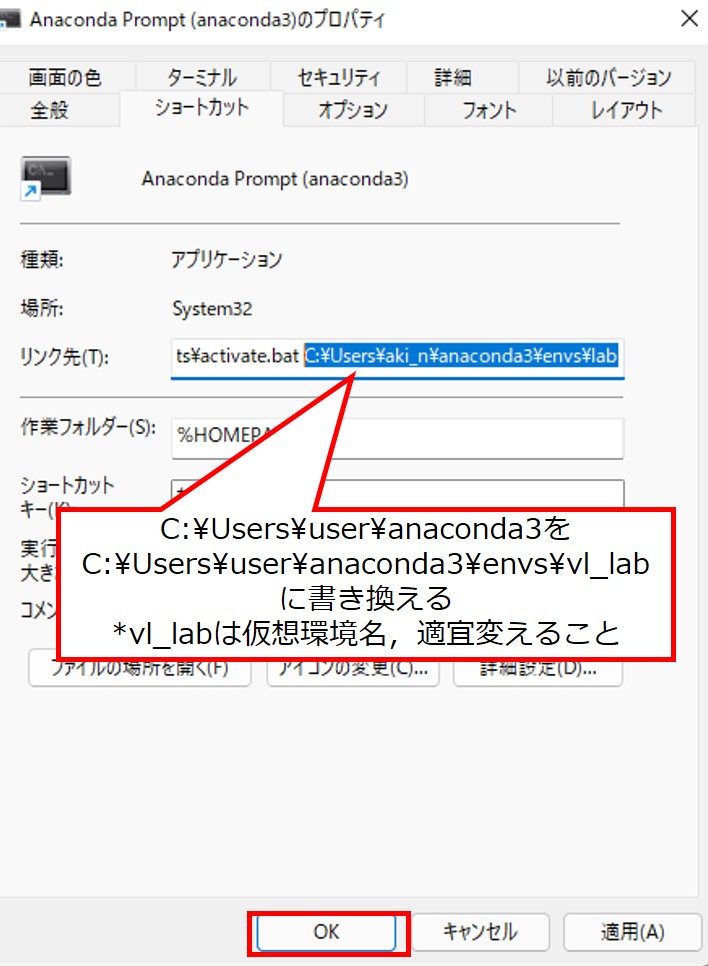 Anaconda Prompt (anaconda3)のプロパティ
画面の色 ターミナル セキュリティ 詳細 以前のバージョン
全般 ショートカット オプション フォント レイアウト
Anaconda Prompt (anaconda3)
種類: アプリケーション
場所: System32
リンク先(T): ts¥activate.bat C:¥Users¥aki_n¥anaconda3¥envs¥lab
作業フォルダー(S): %HOMEPA
ショートカット
キー(K)
実行
大き
コメン
C:¥Users¥user¥anaconda3を
C:¥Users¥user¥anaconda3¥envs¥vl_lab
に書き換える
*vl_labは仮想環境名，適宜変えること
ファイルの場所を開く(F) アイコンの変更(C)... 詳細設定(D)...
OK キャンセル 適用(A)